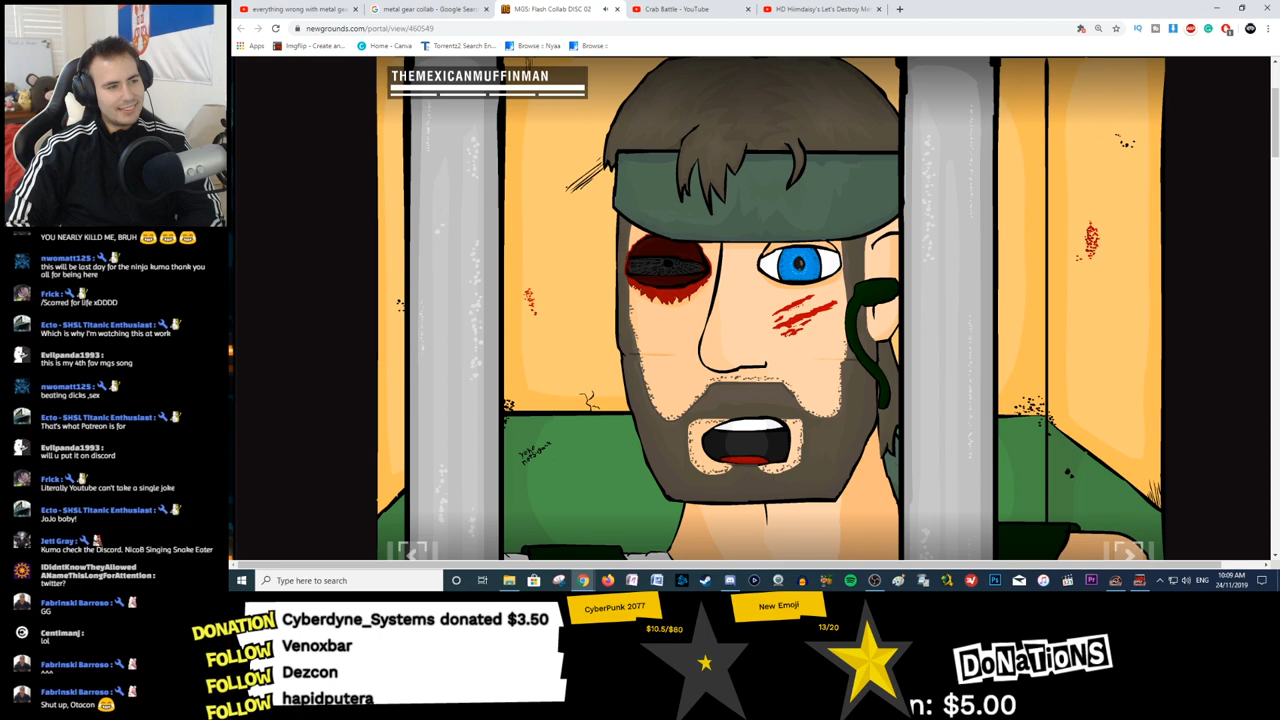 everything wrong with metal gea
metal gear collab - Google Sear
MGS: Flash Collab DISC 02
Crab Battle - YouTube
HD Hiimdaisy's Let's Destroy Me
newgrounds.com/portal/view/460549
Apps
Imgflip - Create an...
Home - Canva
Torrentz2 Search En...
Browse :: Nyaa
Browse ::
THEMEXICANMUFFINMAN
YOU NEARLY KILLD ME, BRUH
nwomatt125 :
this will be last day for the ninja kuma thank you
all for being here
Frick :
/Scarred for life xDDDD
Ecto - SHSL Titanic Enthusiast :
Which is why I'm watching this at work
Evilpanda1993 :
this is my 4th fav mgs song
nwomatt125 :
beating dicks ,sex
Ecto - SHSL Titanic Enthusiast :
That's what Patreon is for
Evilpanda1993 :
will u put it on discord
Frick :
Literally Youtube can't take a single joke
Ecto - SHSL Titanic Enthusiast :
JoJo baby!
Jett Gray :
Kuma check the Discord. NicoB Singing Snake Eater
IDidntKnowTheyAllowed
ANameThisLongForAttention :
twitter?
Fabrinski Barroso :
GG
Centimanj :
lol
Fabrinski Barroso :
^^^
Fabrinski Barroso :
Shut up, Otacon
Type here to search
ENG
10:09 AM
24/11/2019
DONATION Cyberdyne_Systems donated $3.50
FOLLOW Venoxbar
FOLLOW Dezcon
FOLLOW hapidputera
CyberPunk 2077
$10.5/$80
New Emoji
13/20
DoNATiONS
n: $5.00